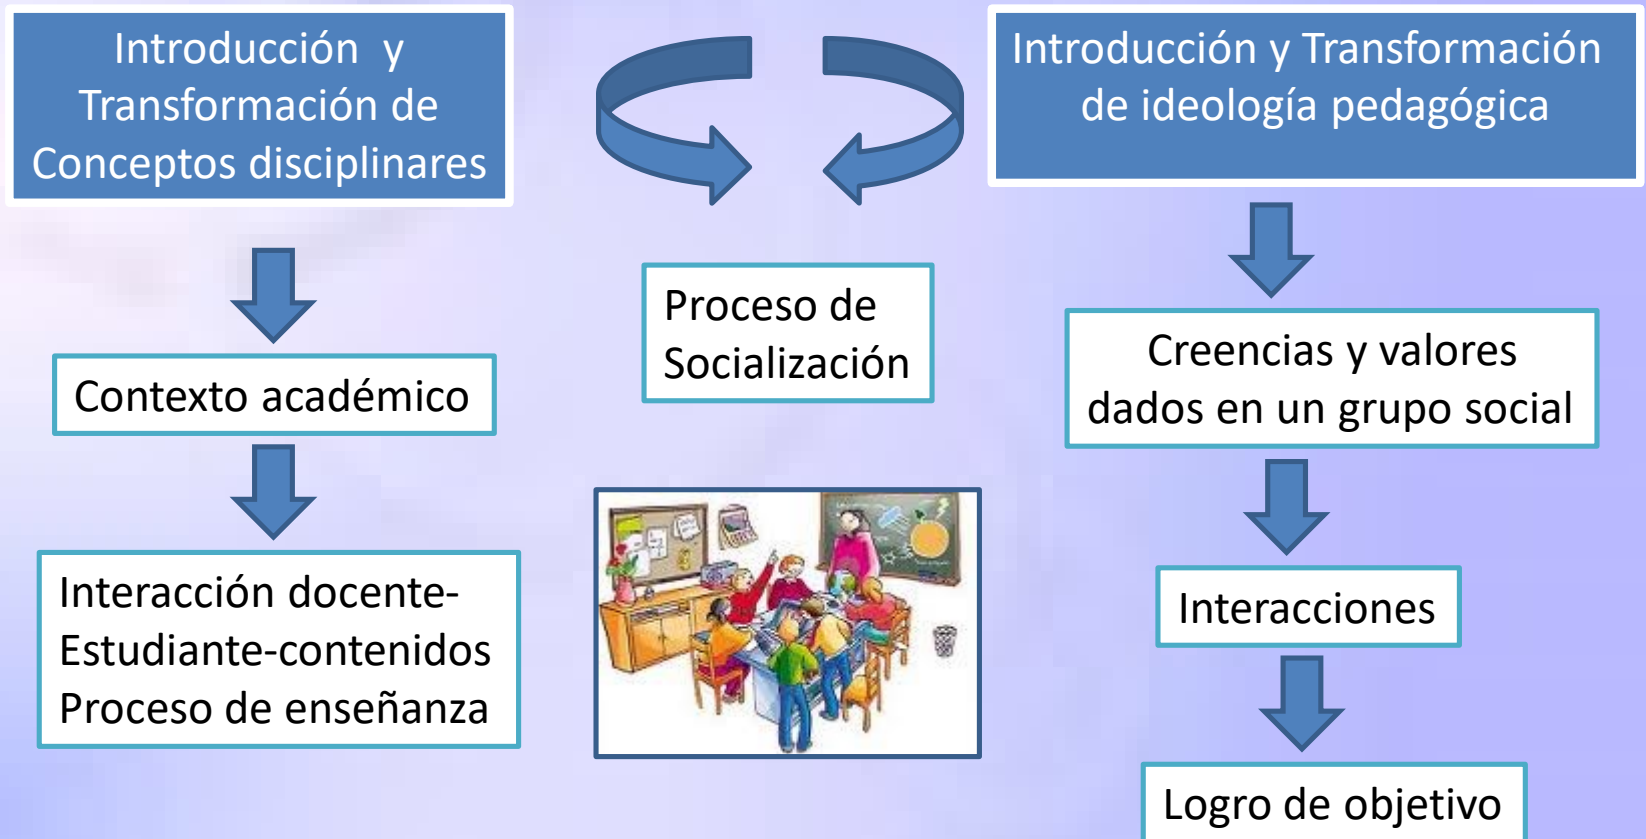 Introducción y
Transformación de
Conceptos disciplinares
Contexto académico
Interacción docente-
Estudiante-contenidos
Proceso de enseñanza
Proceso de
Socialización
Introducción y Transformación
de ideología pedagógica
Creencias y valores
dados en un grupo social
Interacciones
Logro de objetivo